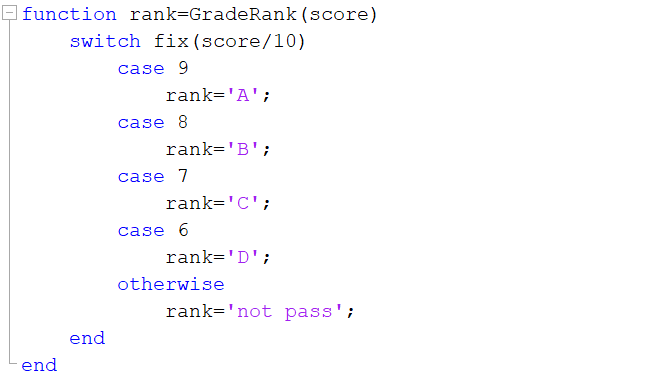 function rank=GradeRank(score)
    switch fix(score/10)
        case 9
            rank='A';
        case 8
            rank='B';
        case 7
            rank='C';
        case 6
            rank='D';
        otherwise
            rank='not pass';
    end
end